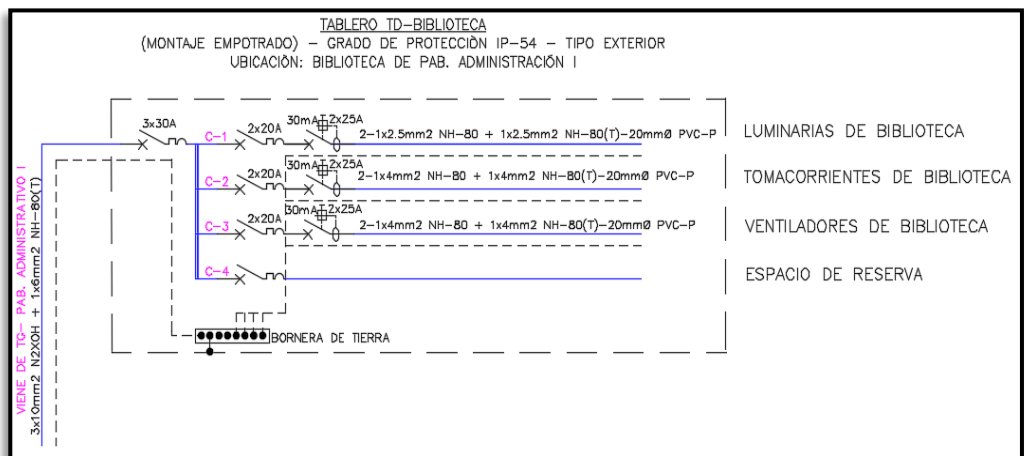 TABLERO TD-BIBLIOTECA
(MONTAJE EMPOTRADO) - GRADO DE PROTECCIÒN IP-54 - TIPO EXTERIOR
UBICACIÒN: BIBLIOTECA DE PAB. ADMINISTRACIÓN I
3x30A
C-1
2x20A
30mA
2x25A
2-1x2.5mm2 NH-80 + 1x2.5mm2 NH-80(T)-20mmØ PVC-P
LUMINARIAS DE BIBLIOTECA
C-2
2x20A
30mA
2x25A
2-1x4mm2 NH-80 + 1x4mm2 NH-80(T)-20mmØ PVC-P
TOMACORRIENTES DE BIBLIOTECA
C-3
2x20A
30mA
2x25A
2-1x4mm2 NH-80 + 1x4mm2 NH-80(T)-20mmØ PVC-P
VENTILADORES DE BIBLIOTECA
C-4
ESPACIO DE RESERVA
BORNERA DE TIERRA
VIENE DE TG- PAB. ADMINISTRATIVO I
3x10mm2 N2XOH + 1x6mm2 NH-80(T)